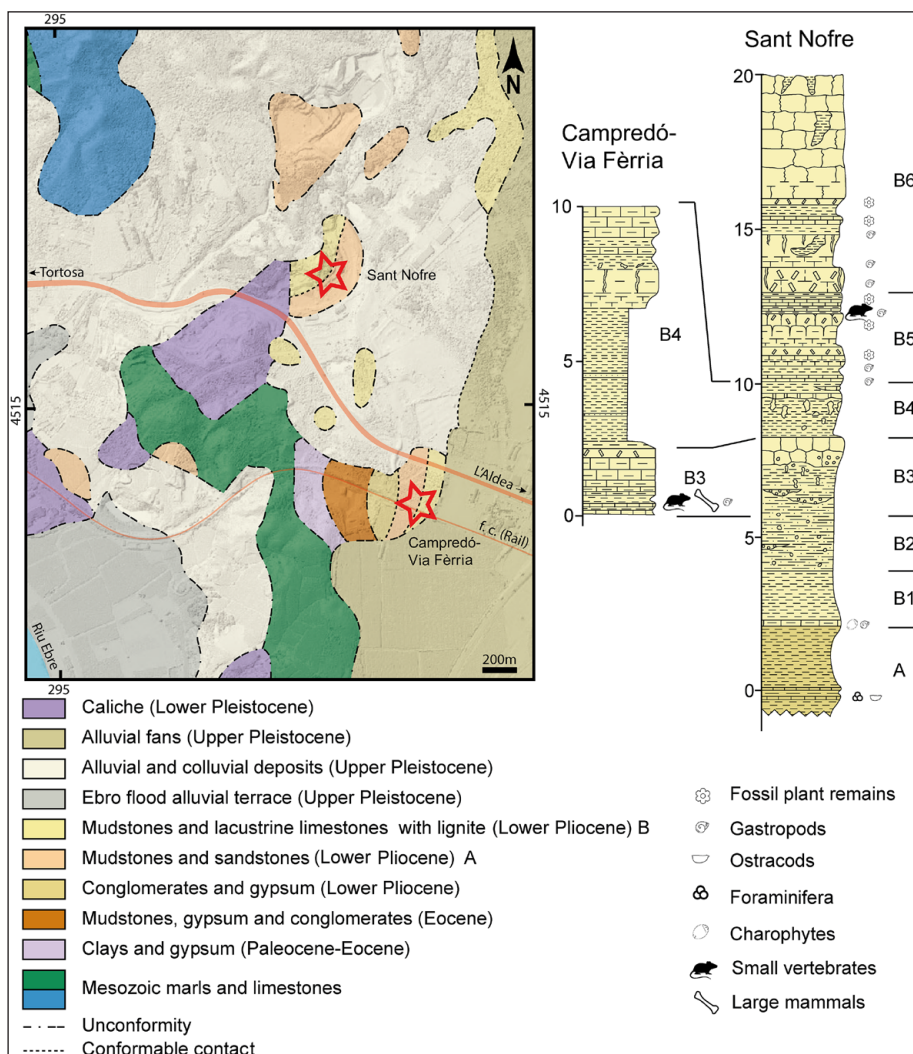 295
N
←Tortosa
Sant Nofre
4515
4515
L'Aldea→
f. c. (Rail)
Campredó-
Via Fèrria
Riu Ebre
200m
295
Campredó-
Via Fèrria
10
5
0
B4
B3
Sant Nofre
20
15
10
5
0
B6
B5
B4
B3
B2
B1
A
Caliche (Lower Pleistocene)
Alluvial fans (Upper Pleistocene)
Alluvial and colluvial deposits (Upper Pleistocene)
Ebro flood alluvial terrace (Upper Pleistocene)
Mudstones and lacustrine limestones with lignite (Lower Pliocene) B
Mudstones and sandstones (Lower Pliocene) A
Conglomerates and gypsum (Lower Pliocene)
Mudstones, gypsum and conglomerates (Eocene)
Clays and gypsum (Paleocene-Eocene)
Mesozoic marls and limestones
Unconformity
Conformable contact
Fossil plant remains
Gastropods
Ostracods
Foraminifera
Charophytes
Small vertebrates
Large mammals